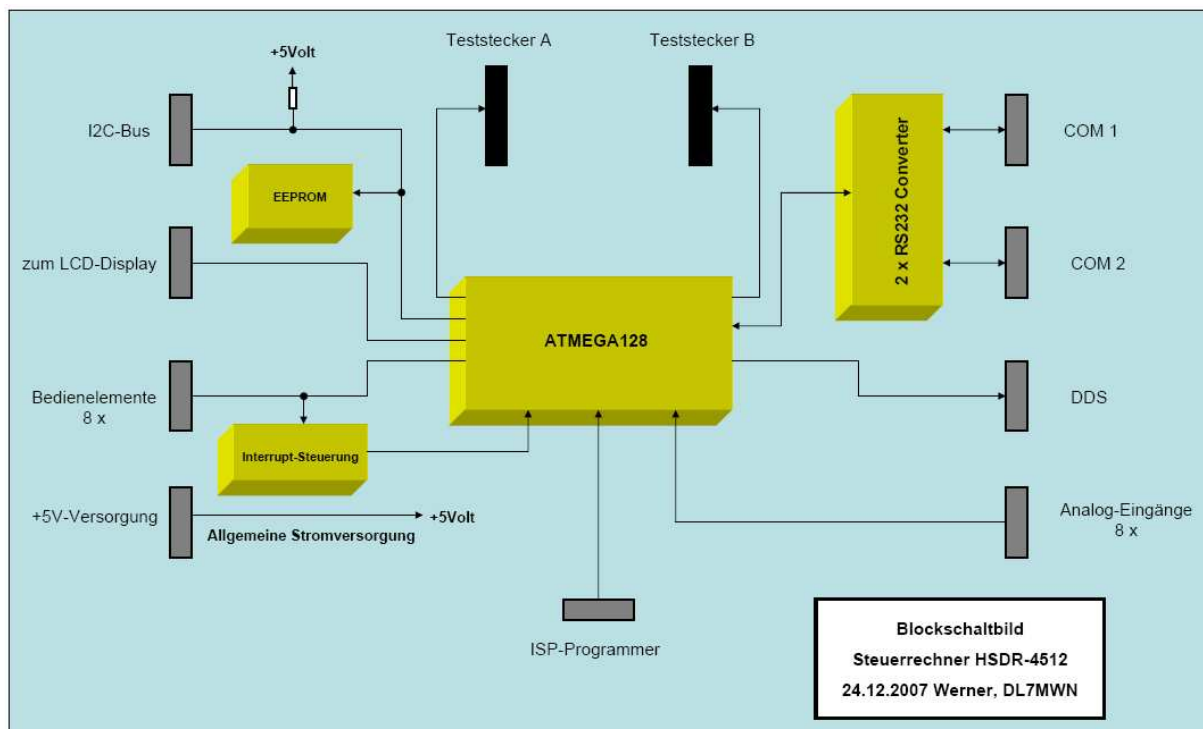 Teststecker A
Teststecker B
+5Volt
I2C-Bus
COM 1
EEPROM
2 x RS232 Converter
zum LCD-Display
COM 2
ATMEGA128
Bedienelemente
8 x
DDS
Interrupt-Steuerung
+5V-Versorgung
+5Volt
Allgemeine Stromversorgung
Analog-Eingänge
8 x
ISP-Programmer
Blockschaltbild
Steuerrechner HSDR-4512
24.12.2007 Werner, DL7MWN